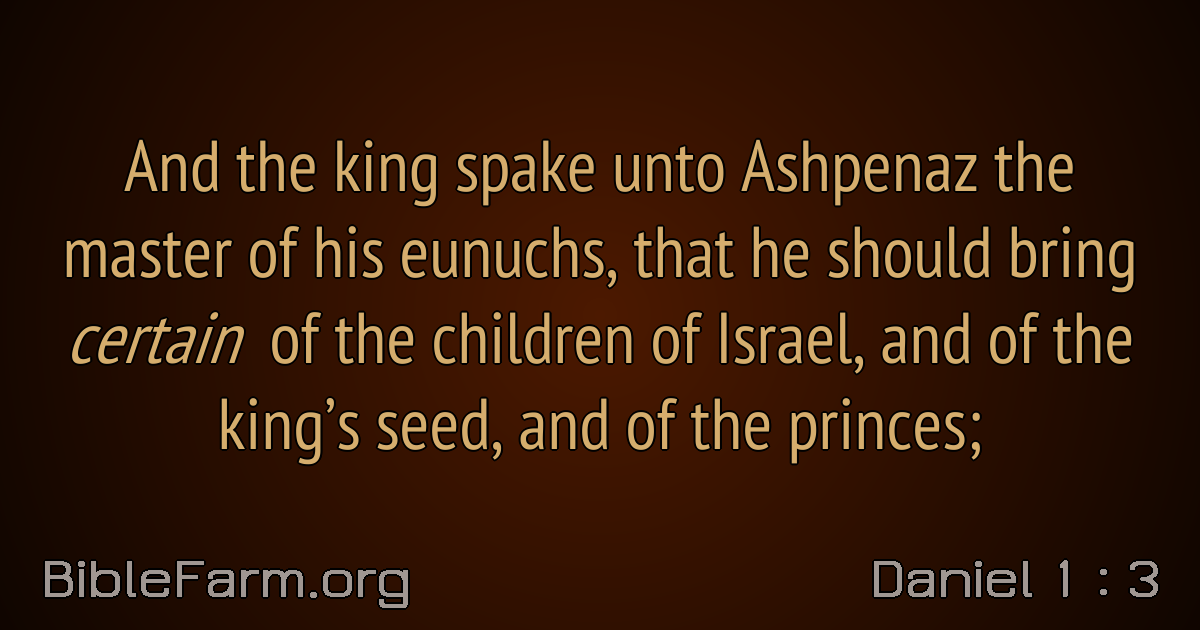 And the king spake unto Ashpenaz the
master of his eunuchs, that he should bring
certain of the children of Israel, and of the
king’s seed, and of the princes;
BibleFarm.org
Daniel 1 : 3